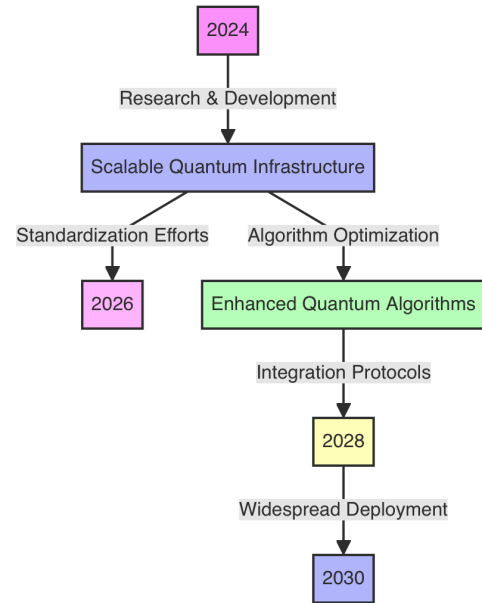 2024
Research & Development
Scalable Quantum Infrastructure
Standardization Efforts
Algorithm Optimization
2026
Enhanced Quantum Algorithms
Integration Protocols
2028
Widespread Deployment
2030